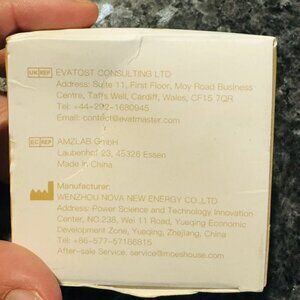 UK REP EVATOST CONSULTING LTD
Address: Suite 11, First Floor, Moy Road Business
Centre, Taffs Well, Cardiff, Wales, CF15 7QR
Tel: +44-292-1680945
Email: contact@evatmaster.com
EC REP AMZLAB GmbH
Laubenhof 23, 45326 Essen
Made in China
Manufacturer:
WENZHOU NOVA NEW ENERGY CO.,LTD
Address: Power Science and Technology Innovation
Center, NO.238, Wei 11 Road, Yueqing Economic
Development Zone, Yueqing, Zhejiang, China
Tel: +86-577-57186815
After-sale Service: service@mceshouse.com